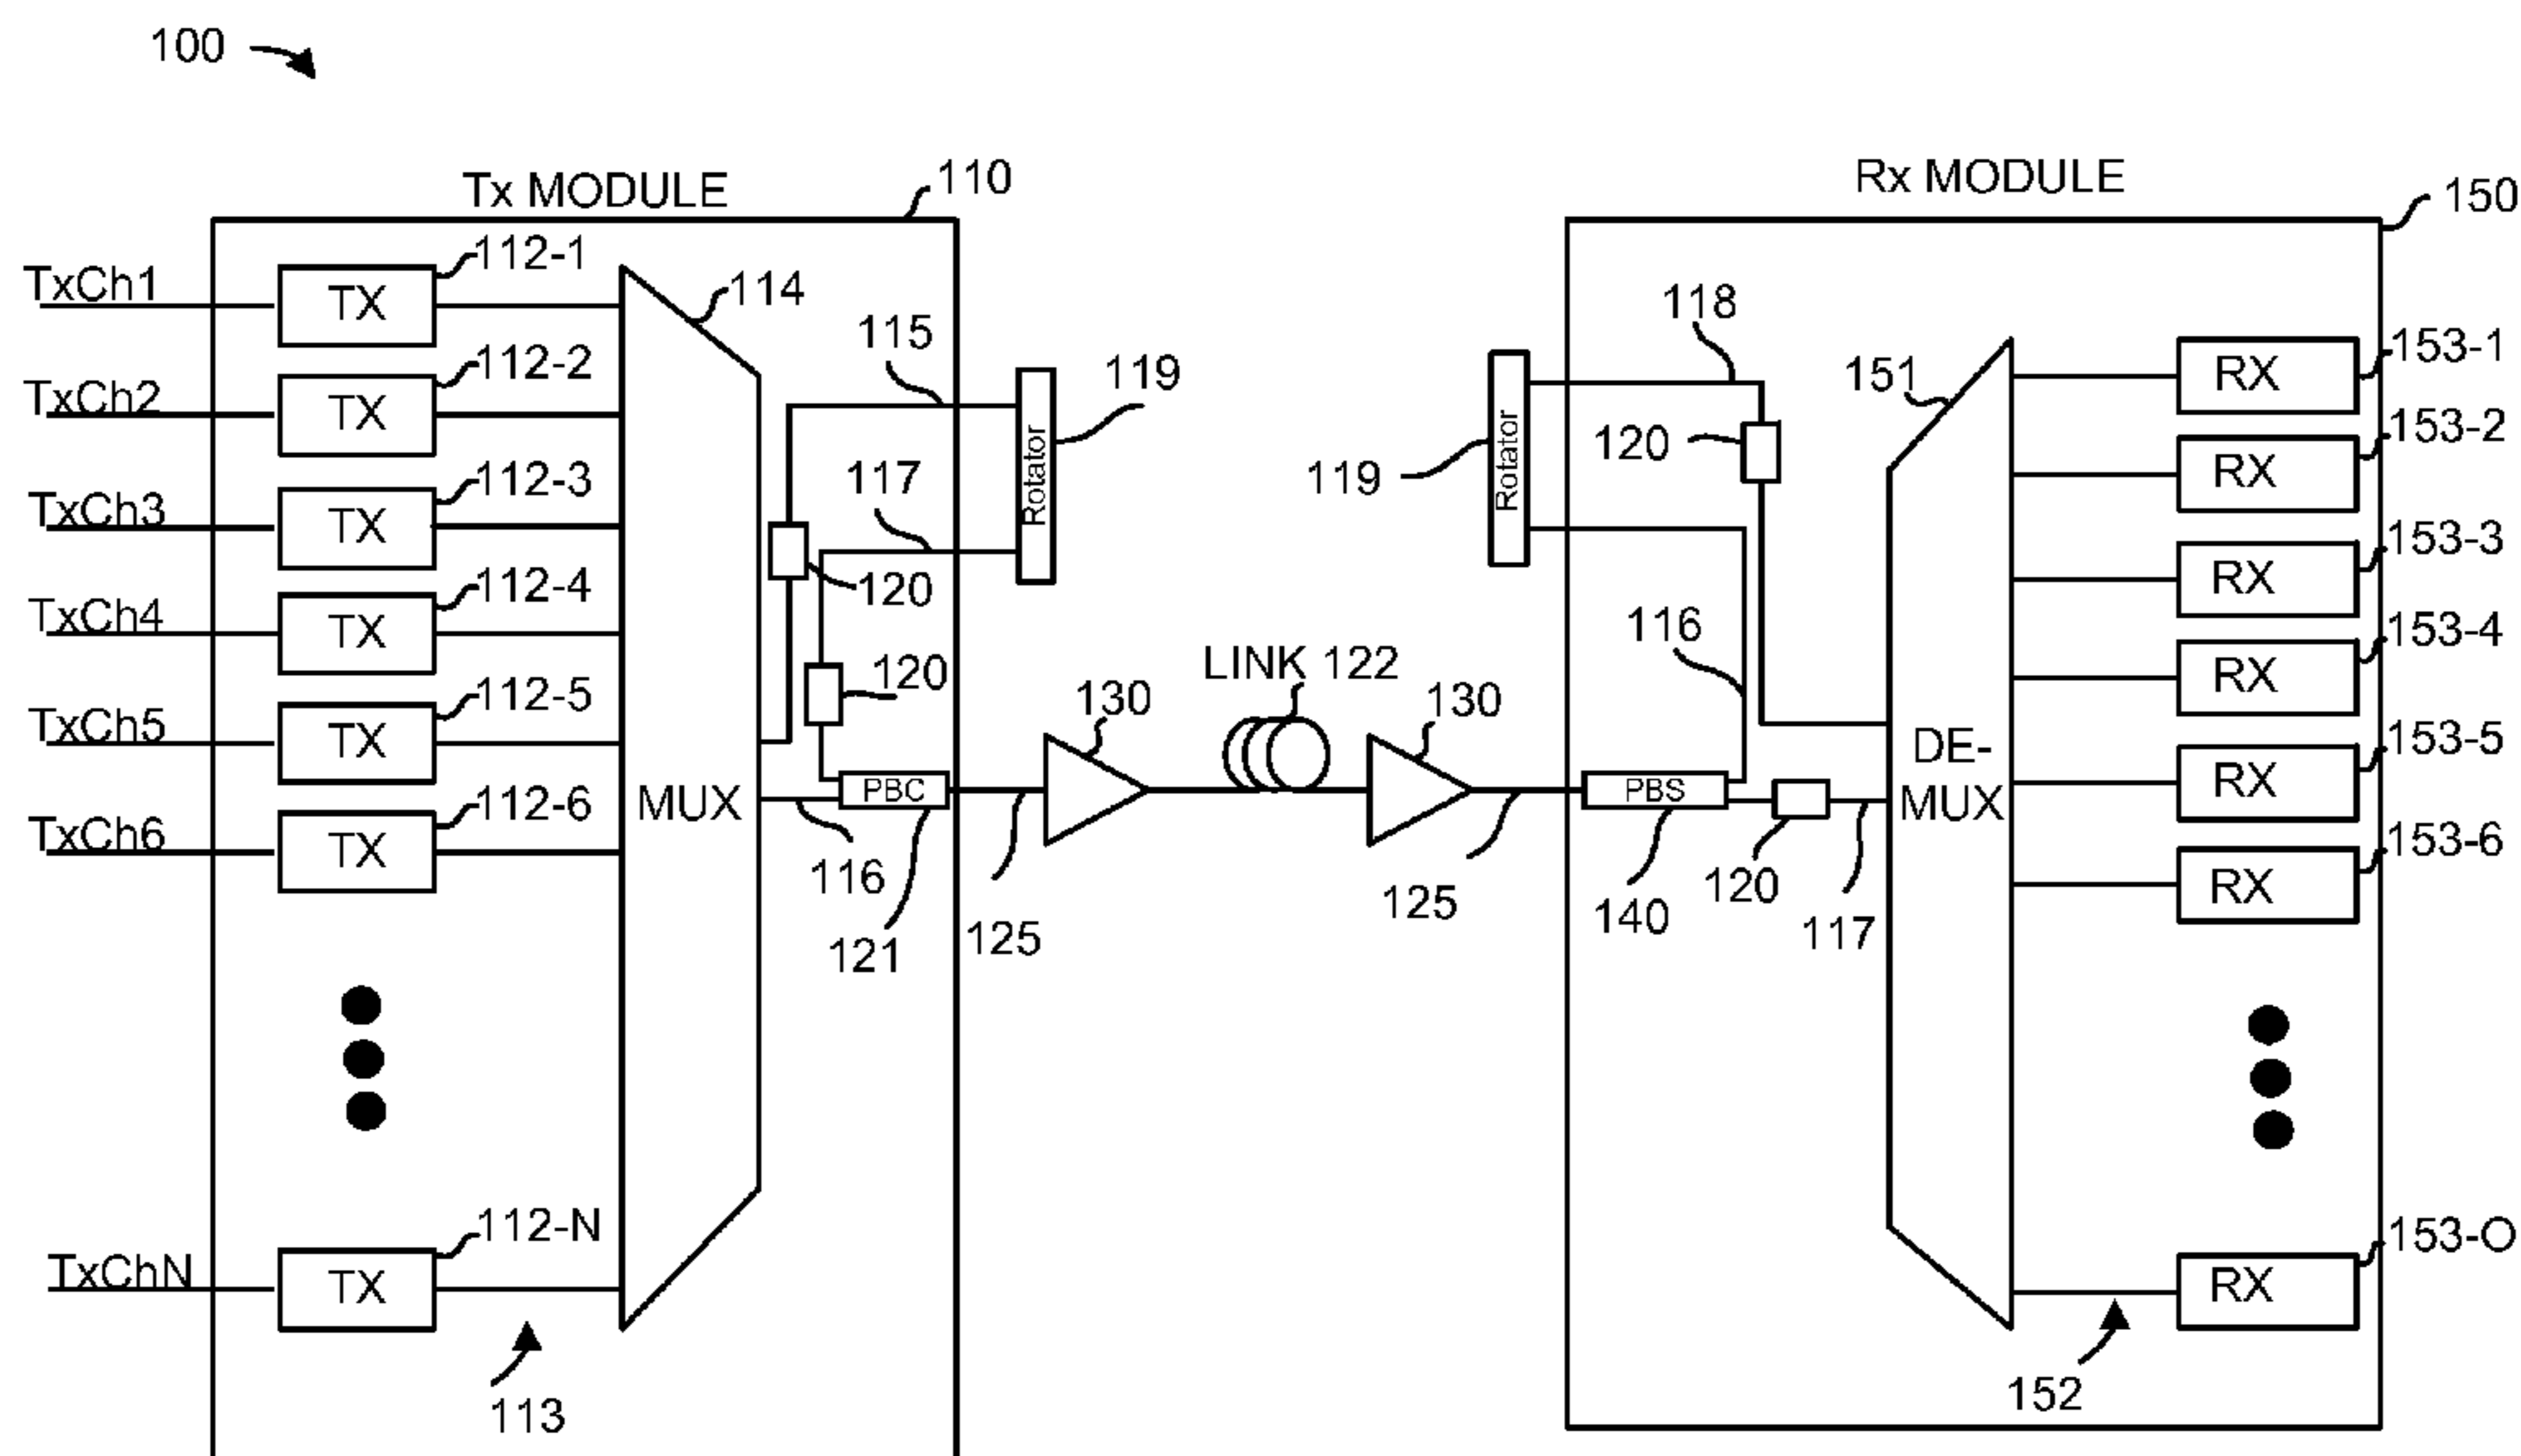 100
Tx MODULE
110
Rx MODULE
150
TxCh1
TX
112-1
TxCh2
TX
112-2
TxCh3
TX
112-3
TxCh4
TX
112-4
TxCh5
TX
112-5
TxCh6
TX
112-6
TxChN
TX
112-N
113
114
MUX
115
117
119
Rotator
120
120
116
PBC
121
125
130
LINK 122
130
125
119
Rotator
118
120
116
PBS
140
120
117
151
DE-
MUX
RX
153-1
RX
153-2
RX
153-3
RX
153-4
RX
153-5
RX
153-6
RX
153-O
152